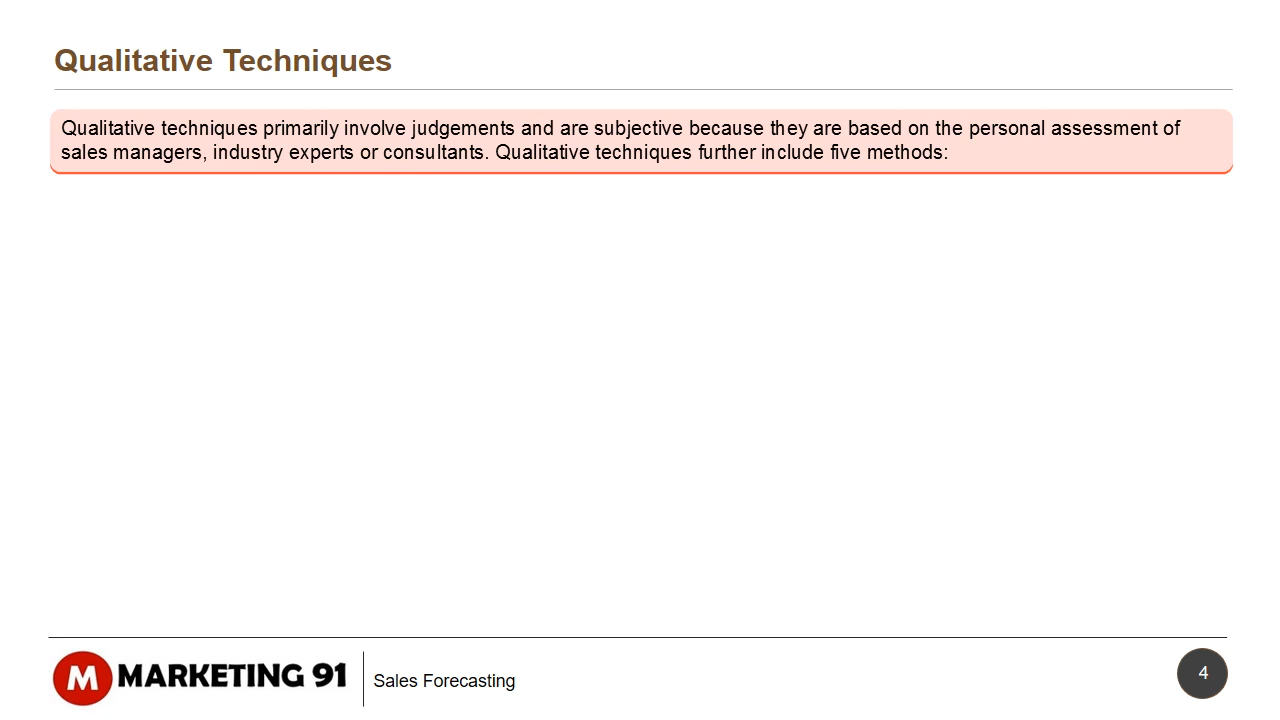 Qualitative Techniques
Qualitative techniques primarily involve judgements and are subjective because they are based on the personal assessment of
sales managers, industry experts or consultants. Qualitative techniques further include five methods:
M MARKETING 91
Sales Forecasting
4